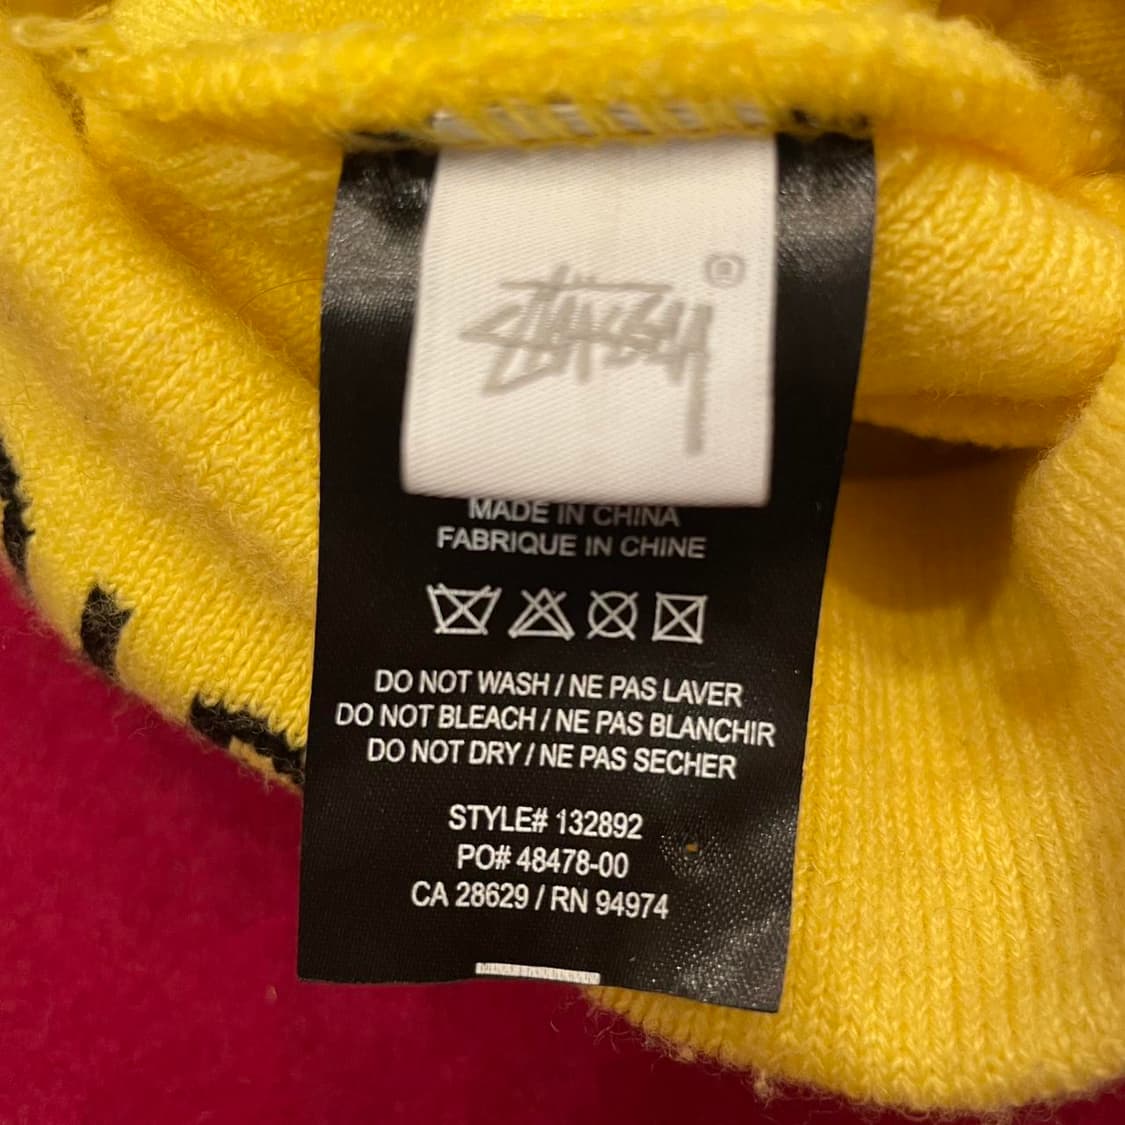 STUSSY ®
MADE IN CHINA
FABRIQUE IN CHINE
DO NOT WASH / NE PAS LAVER
DO NOT BLEACH / NE PAS BLANCHIR
DO NOT DRY / NE PAS SECHER
STYLE# 132892
PO# 48478-00
CA 28629 / RN 94974